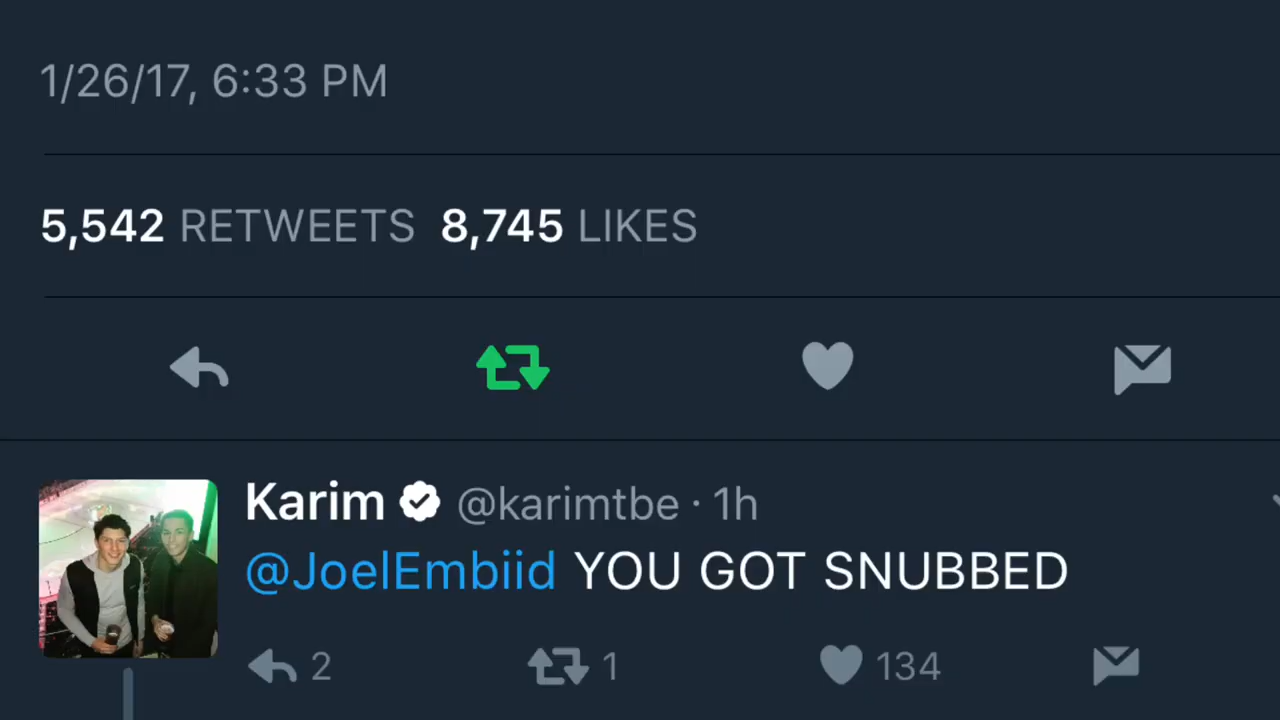 1/26/17, 6:33 PM
5,542 RETWEETS 8,745 LIKES
Karim @karimtbe · 1h
@JoelEmbiid YOU GOT SNUBBED
2 1 134